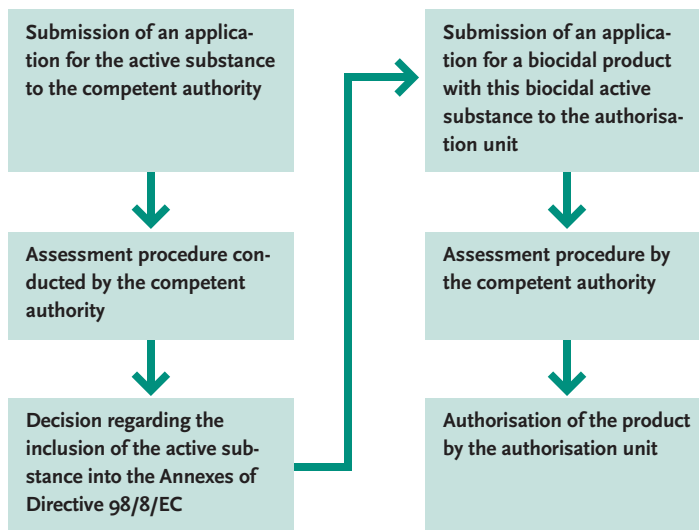 Submission of an applica-
tion for the active substance
to the competent authority
Assessment procedure con-
ducted by the competent
authority
Decision regarding the
inclusion of the active sub-
stance into the Annexes of
Directive 98/8/EC
Submission of an applica-
tion for a biocidal product
with this biocidal active
substance to the authorisa-
tion unit
Assessment procedure by
the competent authority
Authorisation of the product
by the authorisation unit